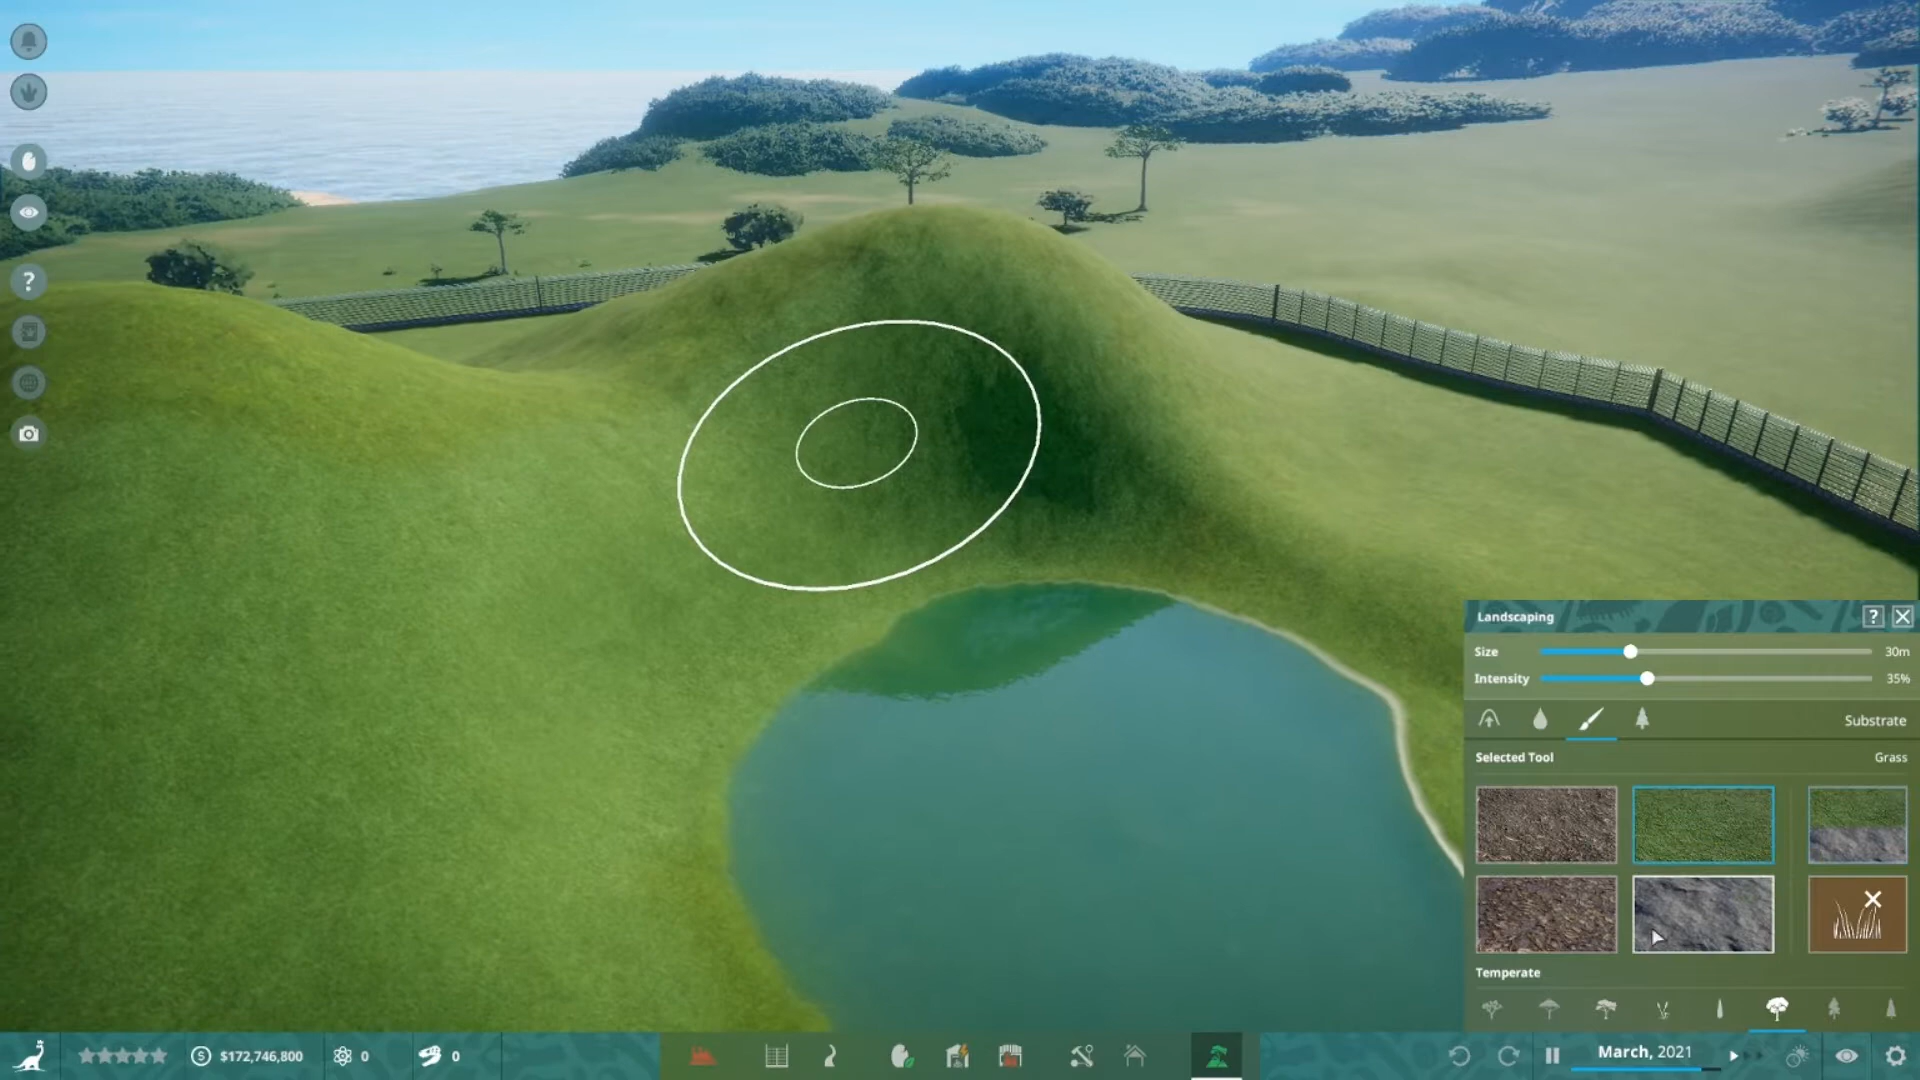 ?
Landscaping
?
Size
30m
Intensity
35%
Substrate
Selected Tool
Grass
Temperate
$172,746,800
0
0
March, 2021